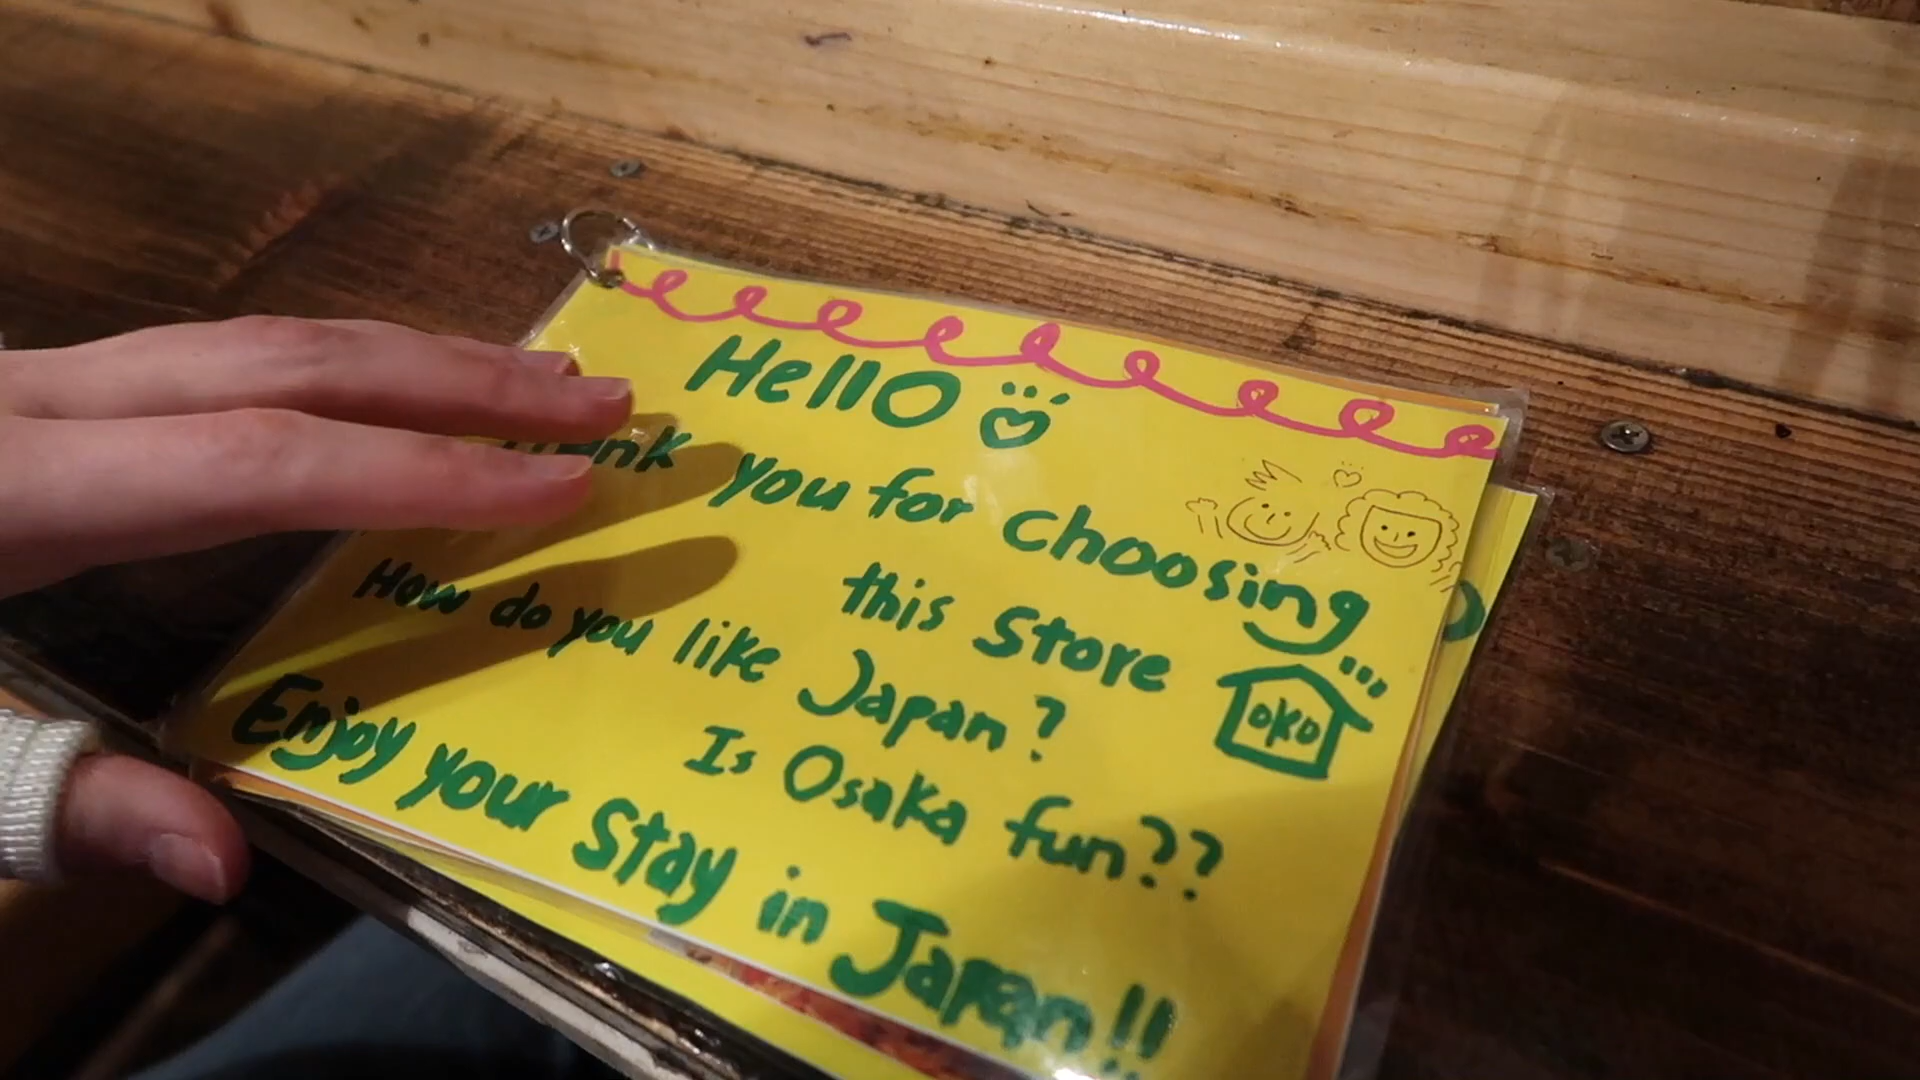 Hello
Thank you for choosing
this store
OKO
How do you like Japan?
Is Osaka fun??
Enjoy your stay in Japan!!